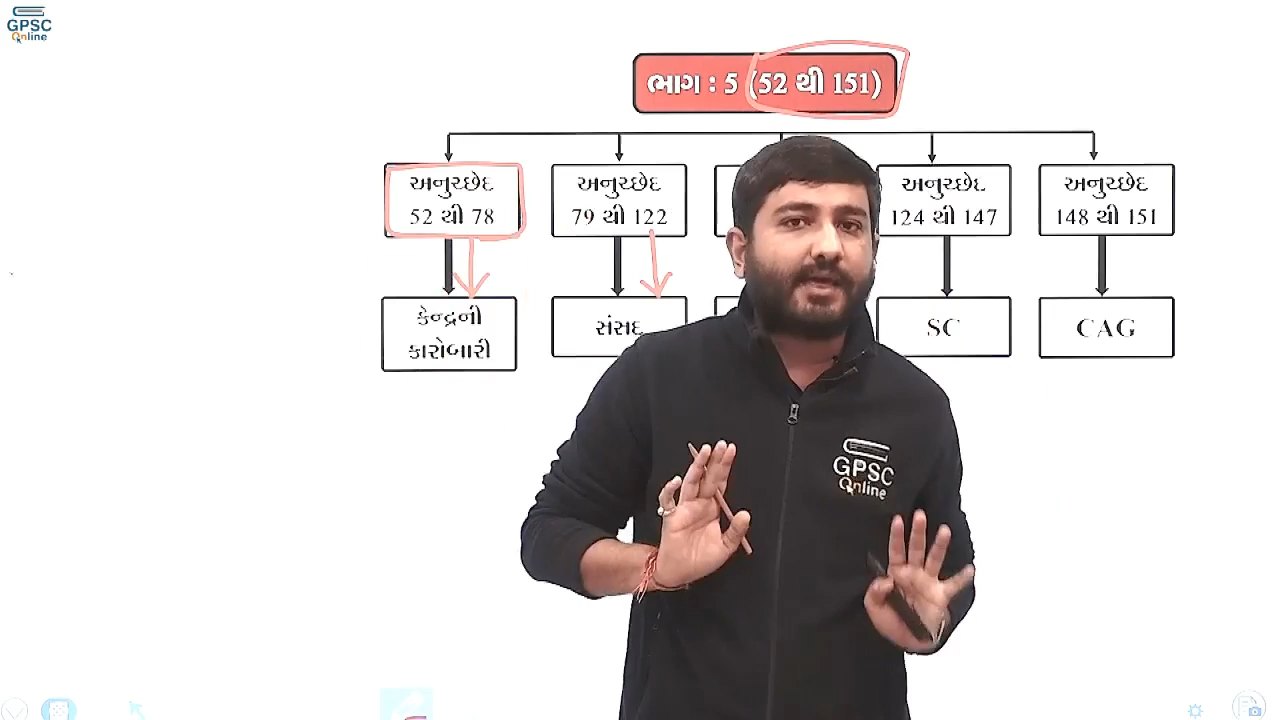 GPSC
Online
ભાગ : 5 (52 થી 151)
અનુચ્છેદ
52 થી 78
અનુચ્છેદ
79 થી 122
અનુચ્છેદ
124 થી 147
અનુચ્છેદ
148 થી 151
કેન્દ્રની
કારોબારી
સંસદ
SC
CAG
GPSC
Online